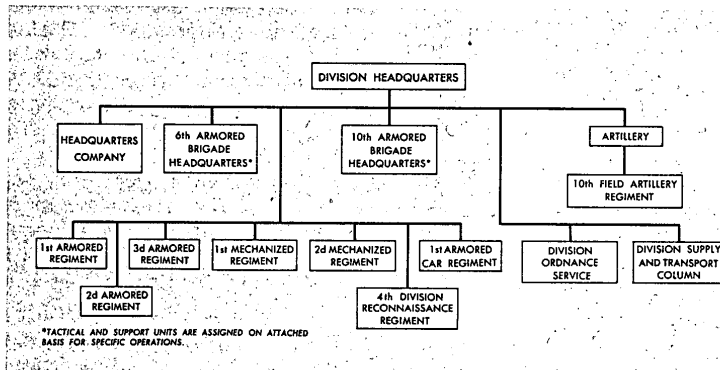 DIVISION HEADQUARTERS
HEADQUARTERS
COMPANY
6th ARMORED
BRIGADE
HEADQUARTERS*
10th ARMORED
BRIGADE
HEADQUARTERS*
ARTILLERY
10th FIELD ARTILLERY
REGIMENT
1st ARMORED
REGIMENT
3d ARMORED
REGIMENT
1st MECHANIZED
REGIMENT
2d MECHANIZED
REGIMENT
1st ARMORED
CAR REGIMENT
DIVISION
ORDNANCE
SERVICE
DIVISION SUPPLY
AND TRANSPORT
COLUMN
2d ARMORED
REGIMENT
4th DIVISION
RECONNAISSANCE
REGIMENT
*TACTICAL AND SUPPORT UNITS ARE ASSIGNED ON ATTACHED
BASIS FOR SPECIFIC OPERATIONS.